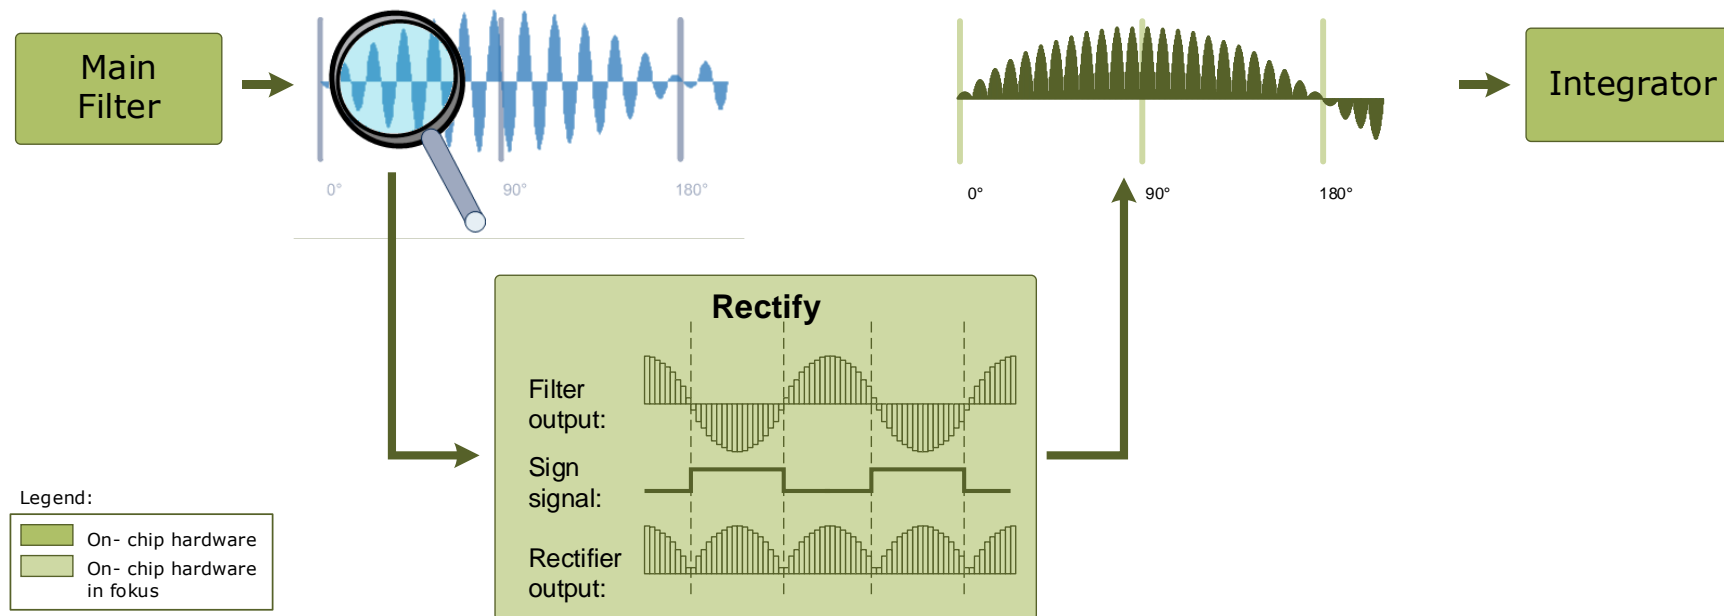 Main
Filter
0°
90°
180°
0°
90°
180°
Integrator
Rectify
Filter
output:
Sign
signal:
Rectifier
output:
Legend:
On- chip hardware
On- chip hardware
in fokus